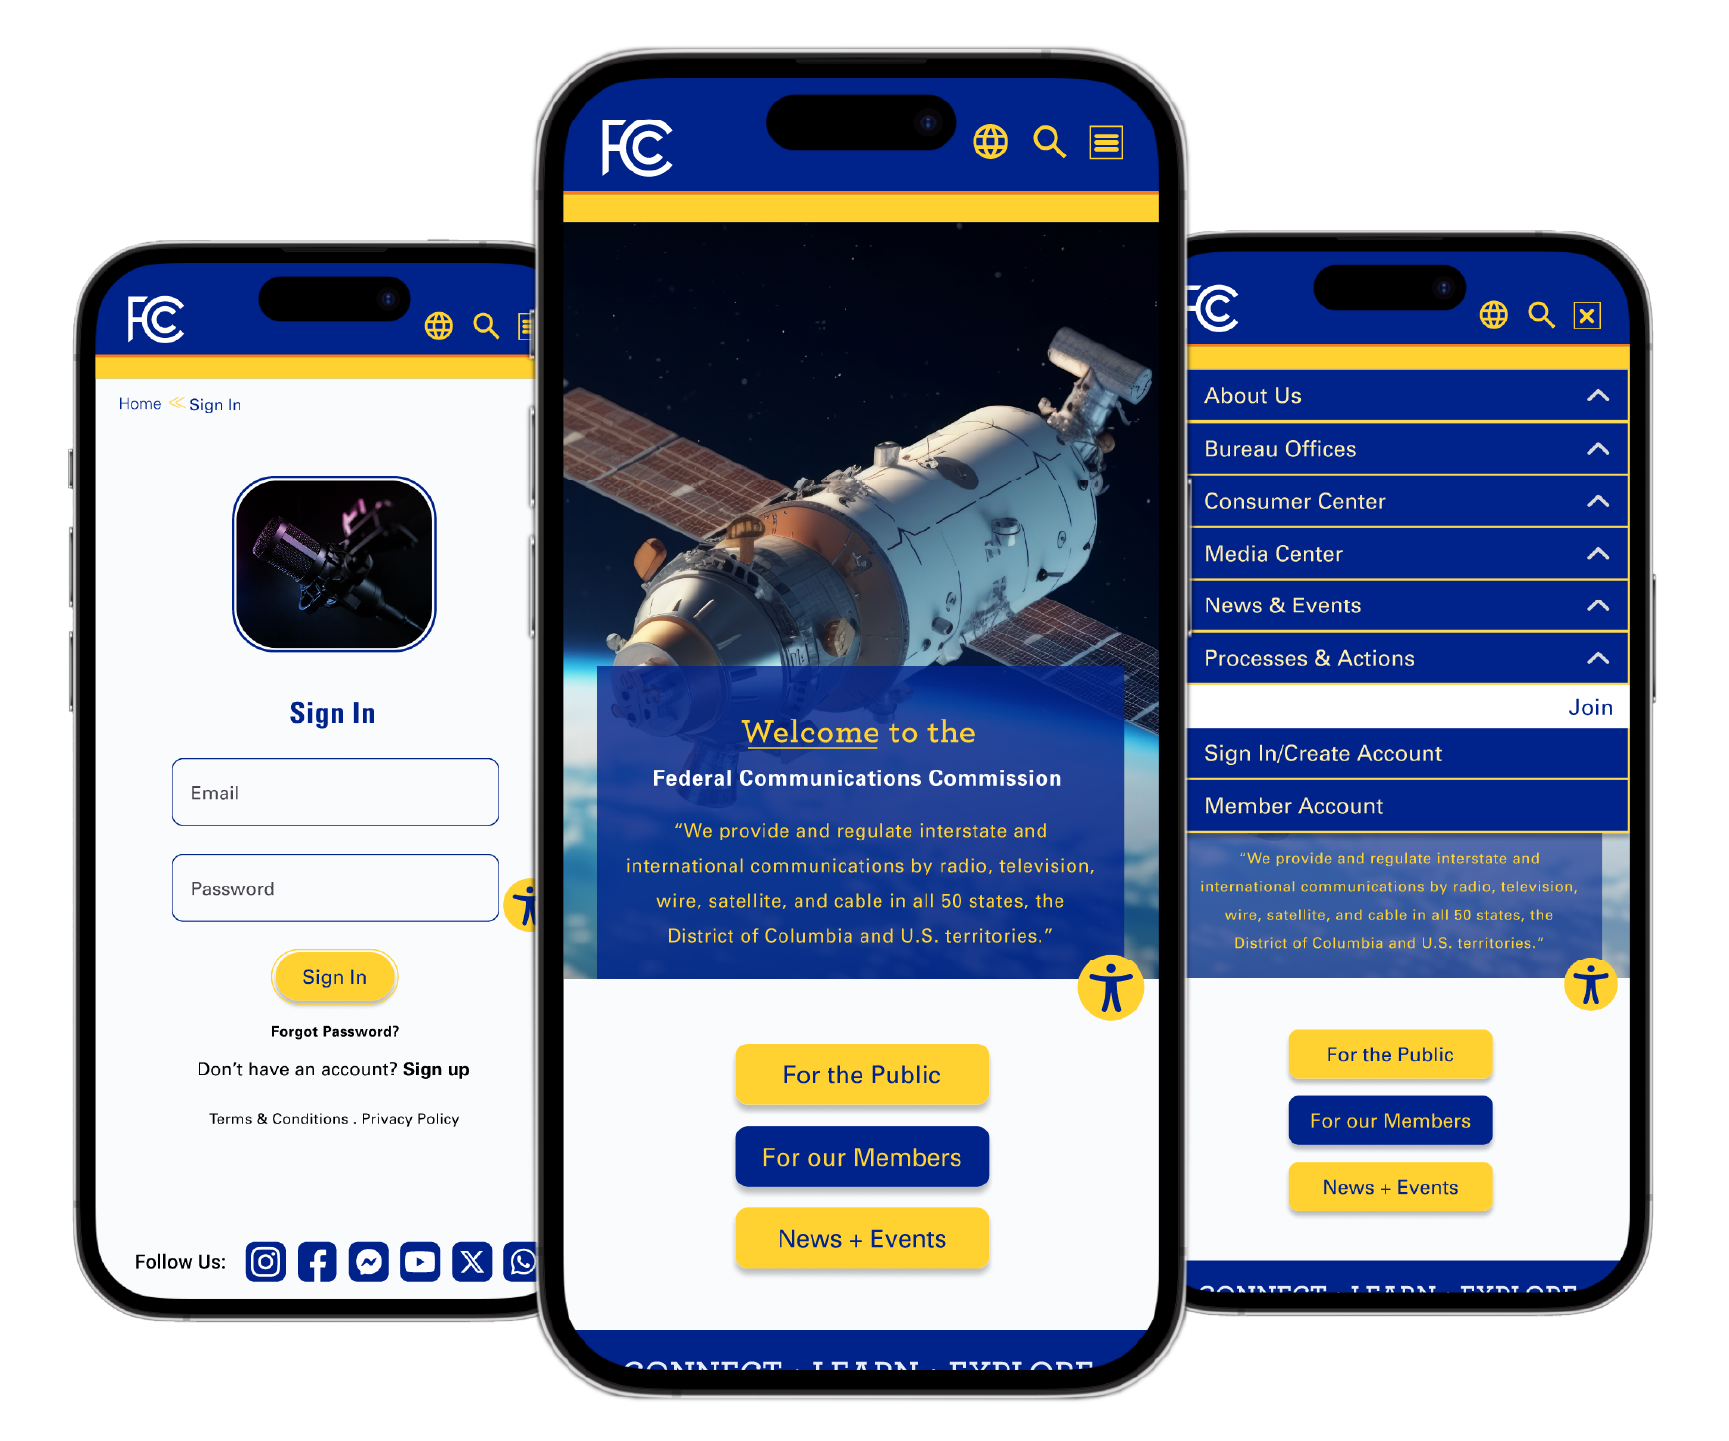 FCC
Home << Sign In
Sign In
Email
Password
Sign In
Forgot Password?
Don't have an account? Sign up
Terms & Conditions . Privacy Policy
Follow Us:
FCC
Welcome to the
Federal Communications Commission
“We provide and regulate interstate and
international communications by radio, television,
wire, satellite, and cable in all 50 states, the
District of Columbia and U.S. territories.”
For the Public
For our Members
News + Events
CONNECT · LEARN · EXPLORE
FCC
About Us
Bureau Offices
Consumer Center
Media Center
News & Events
Processes & Actions
Join
Sign In/Create Account
Member Account
“We provide and regulate interstate and
international communications by radio, television,
wire, satellite, and cable in all 50 states, the
District of Columbia and U.S. territories.”
For the Public
For our Members
News + Events
CONNECT · LEARN · EXPLORE